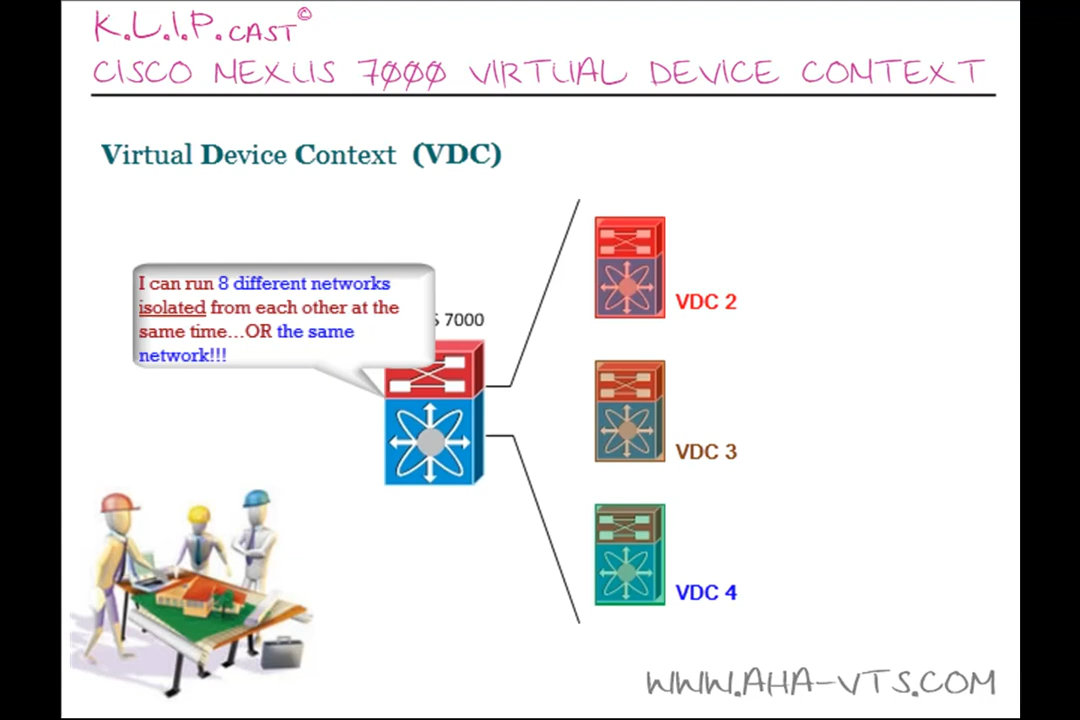 K.L.I.P.CAST©
CISCO NEXUS 7000 VIRTUAL DEVICE CONTEXT
Virtual Device Context (VDC)
I can run 8 different networks
isolated from each other at the
same time...OR the same
network!!!
S 7000
VDC 2
VDC 3
VDC 4
WWW.AHA-VTS.COM